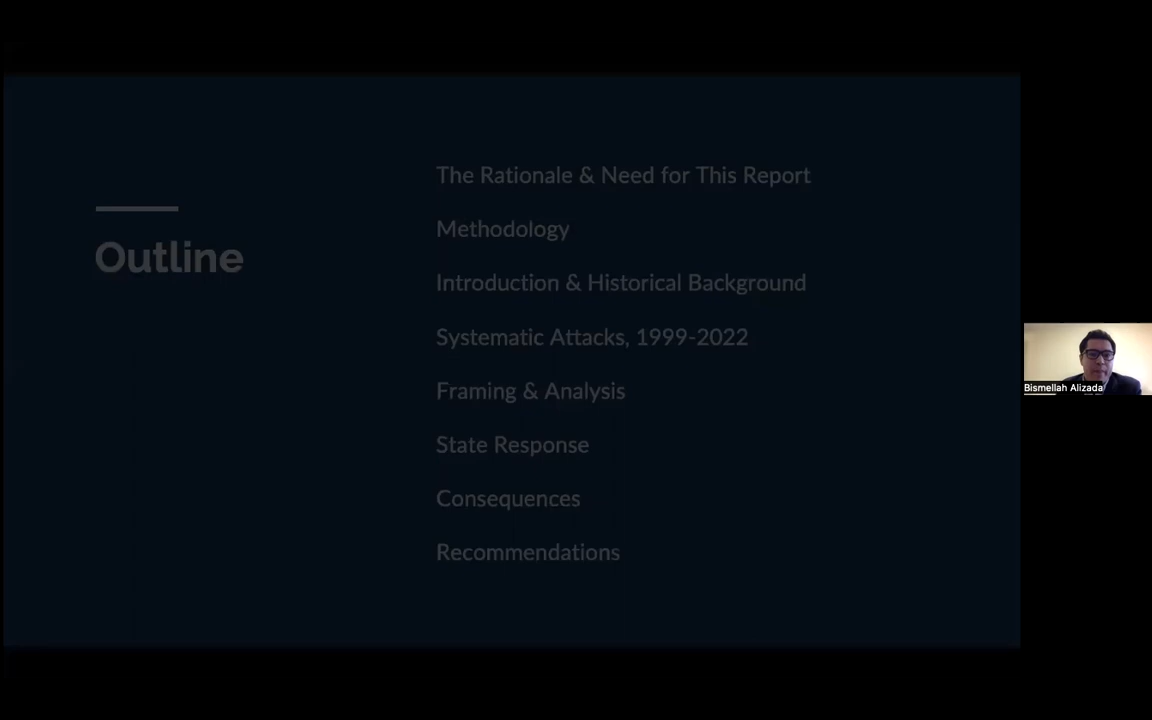 Outline
The Rationale & Need for This Report
Methodology
Introduction & Historical Background
Systematic Attacks, 1999-2022
Framing & Analysis
State Response
Consequences
Recommendations
Bismellah Alizada